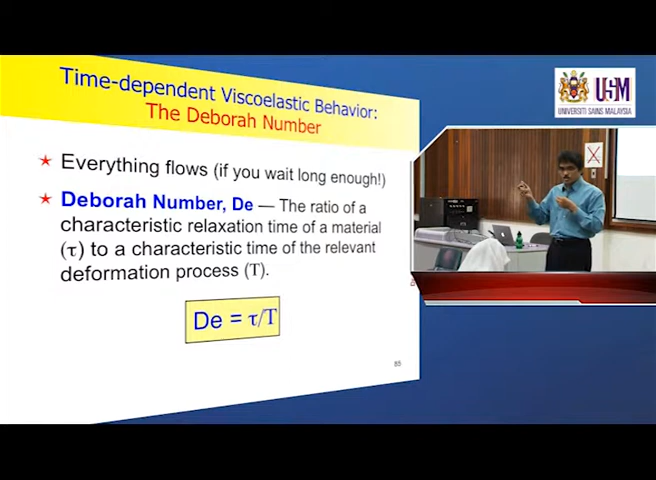 Time-dependent Viscoelastic Behavior:
The Deborah Number
★ Everything flows (if you wait long enough!)
★ Deborah Number, De — The ratio of a
characteristic relaxation time of a material
(τ) to a characteristic time of the relevant
deformation process (T).
De = τ/T
85
USM
UNIVERSITI SAINS MALAYSIA